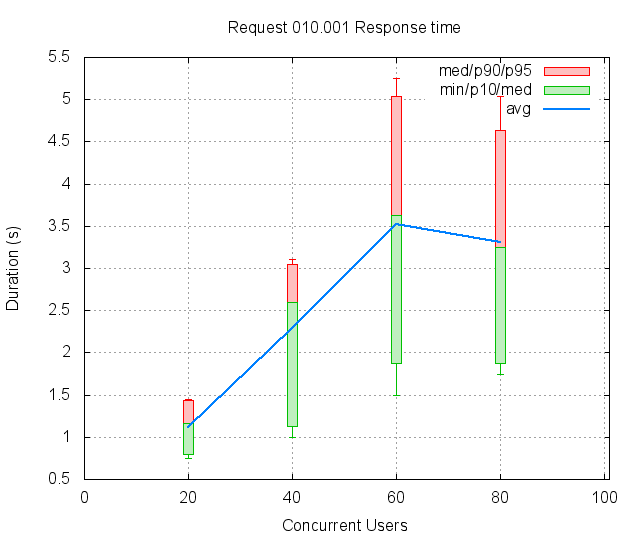 Request 010.001 Response time
5.5
5
4.5
4
3.5
3
2.5
2
1.5
1
0.5
Duration (s)
med/p90/p95
min/p10/med
avg
0
20
40
60
80
100
Concurrent Users